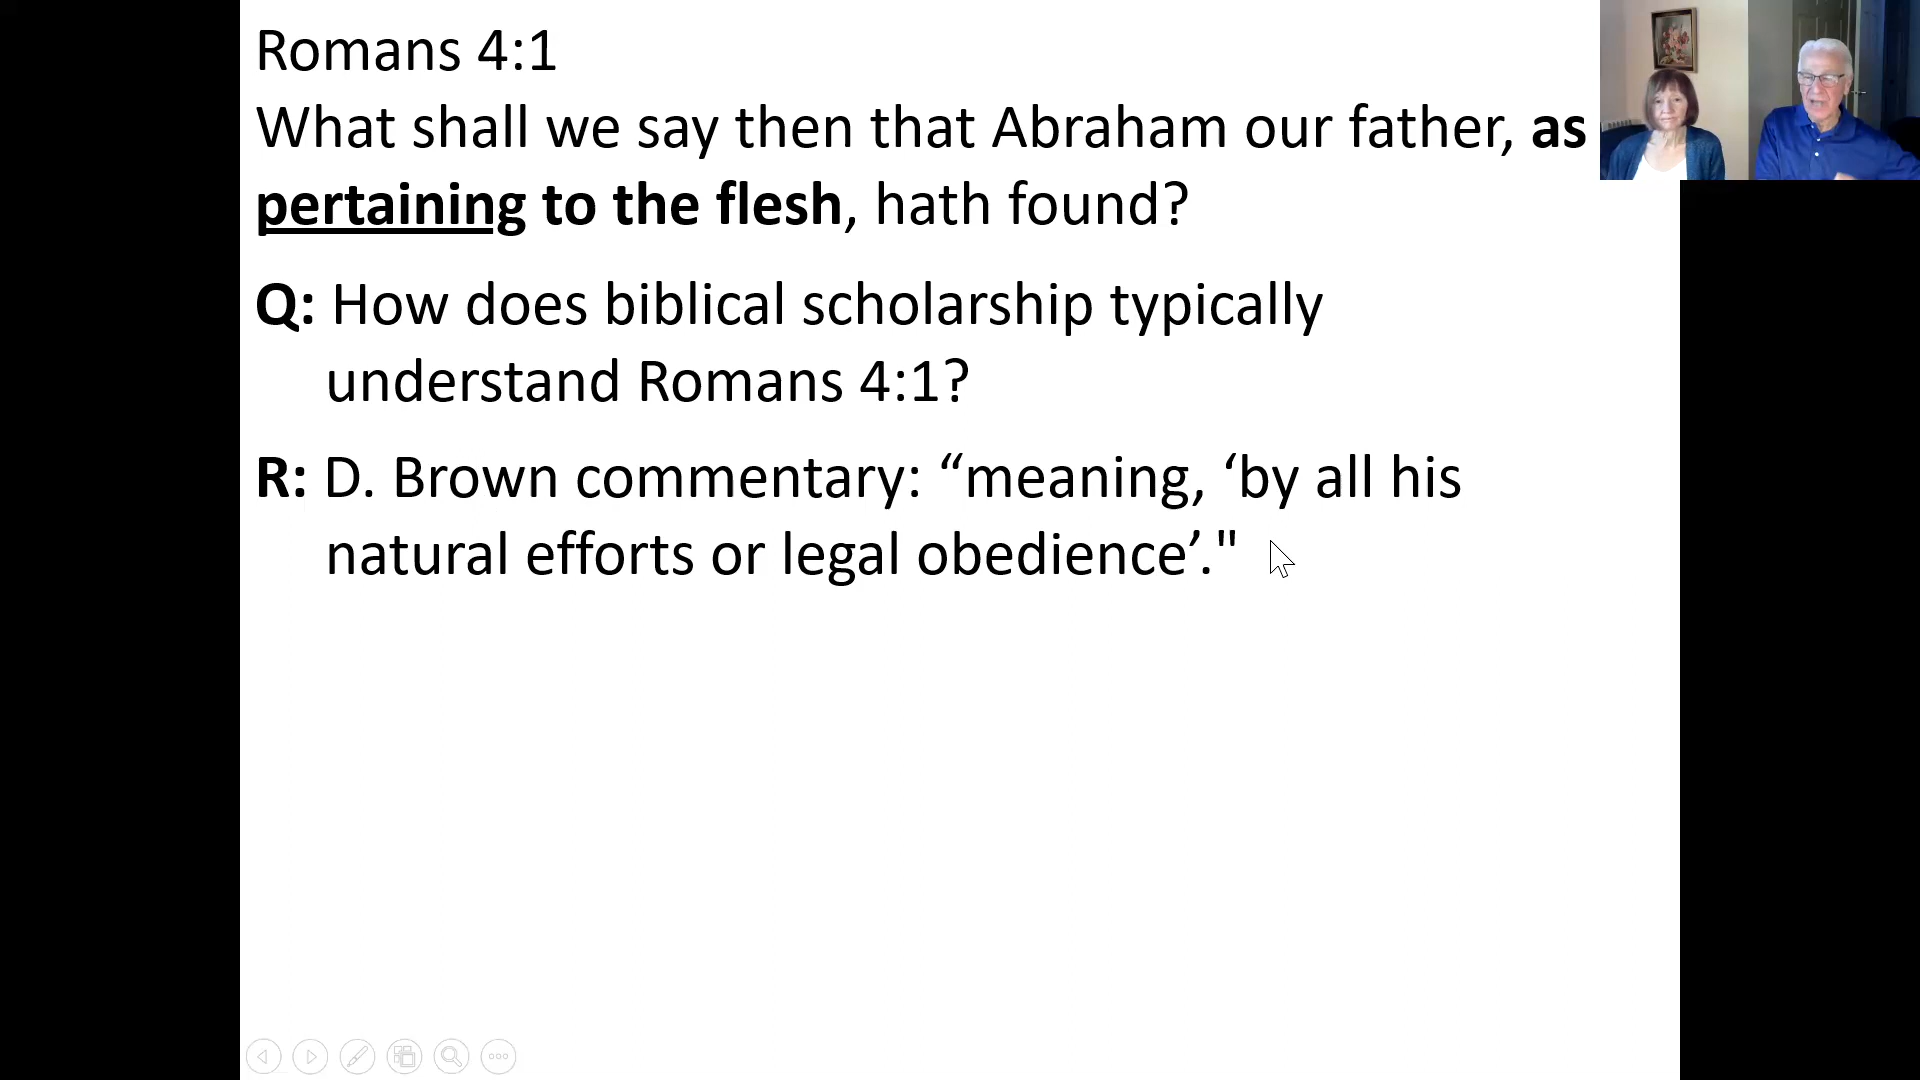 Romans 4:1
What shall we say then that Abraham our father, as
pertaining to the flesh, hath found?
Q: How does biblical scholarship typically
understand Romans 4:1?
R: D. Brown commentary: “meaning, ‘by all his
natural efforts or legal obedience’."